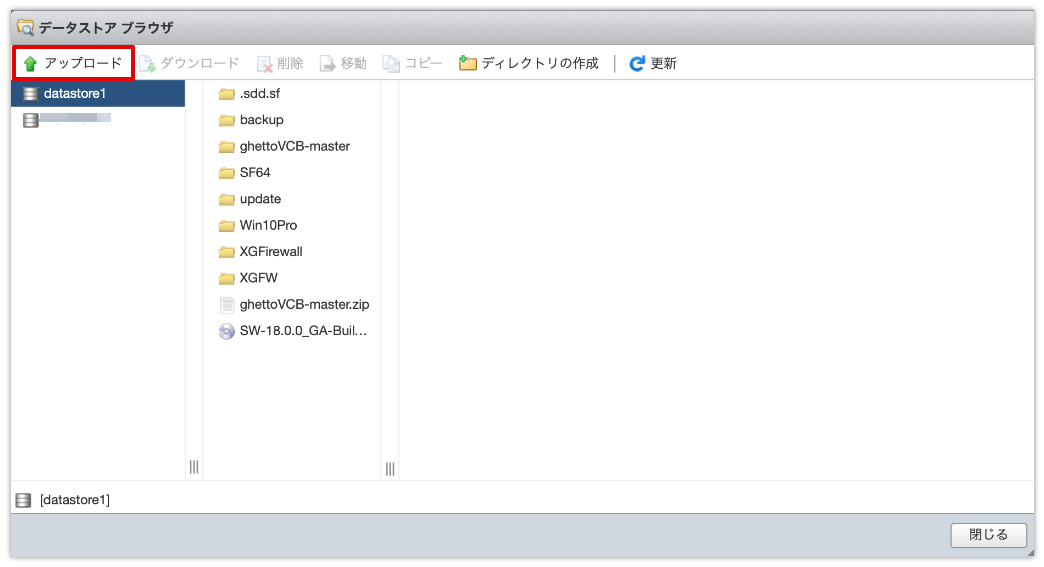 データストア ブラウザ
アップロード ダウンロード 削除 移動 コピー ディレクトリの作成 更新
datastore1
.sdd.sf
backup
ghettoVCB-master
SF64
update
Win10Pro
XGFirewall
XGFW
ghettoVCB-master.zip
SW-18.0.0_GA-Buil...
[datastore1]
閉じる